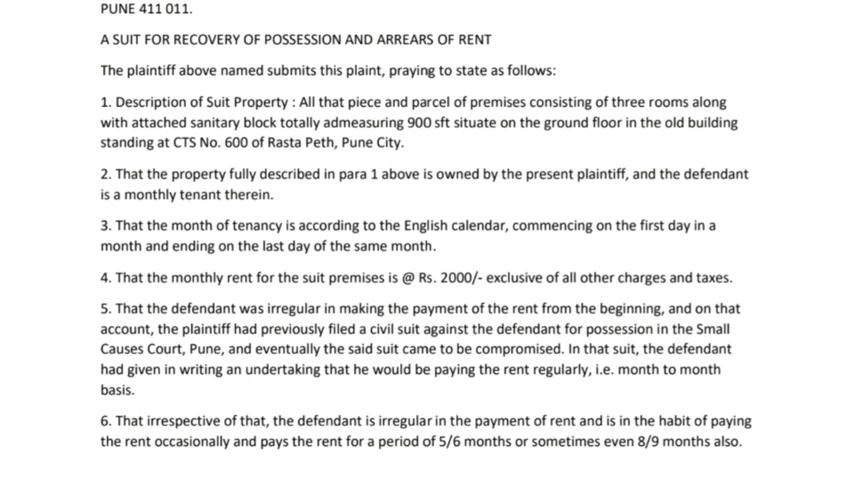 PUNE 411 011.
A SUIT FOR RECOVERY OF POSSESSION AND ARREARS OF RENT
The plaintiff above named submits this plaint, praying to state as follows:
1. Description of Suit Property : All that piece and parcel of premises consisting of three rooms along
with attached sanitary block totally admeasuring 900 sft situate on the ground floor in the old building
standing at CTS No. 600 of Rasta Peth, Pune City.
2. That the property fully described in para 1 above is owned by the present plaintiff, and the defendant
is a monthly tenant therein.
3. That the month of tenancy is according to the English calendar, commencing on the first day in a
month and ending on the last day of the same month.
4. That the monthly rent for the suit premises is @ Rs. 2000/- exclusive of all other charges and taxes.
5. That the defendant was irregular in making the payment of the rent from the beginning, and on that
account, the plaintiff had previously filed a civil suit against the defendant for possession in the Small
Causes Court, Pune, and eventually the said suit came to be compromised. In that suit, the defendant
had given in writing an undertaking that he would be paying the rent regularly, i.e. month to month
basis.
6. That irrespective of that, the defendant is irregular in the payment of rent and is in the habit of paying
the rent occasionally and pays the rent for a period of 5/6 months or sometimes even 8/9 months also.